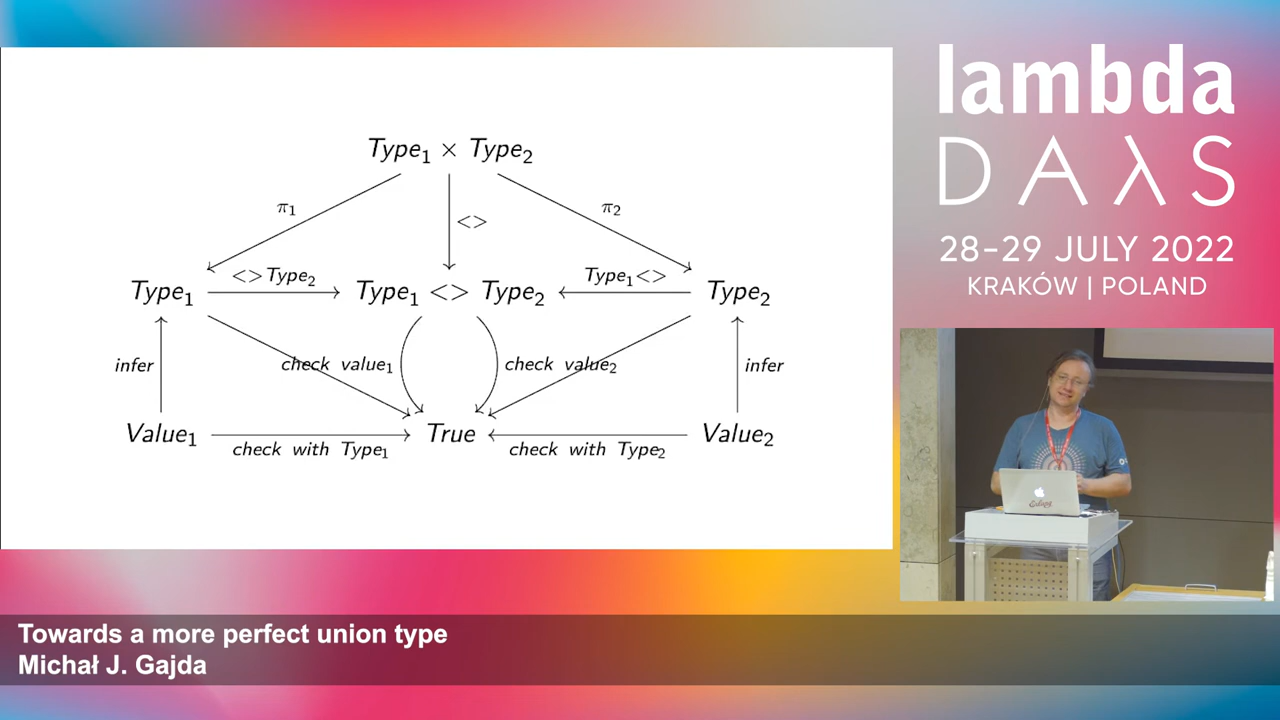 lambda
DAλS
28–29 JULY 2022
KRAKÓW | POLAND
Type₁ × Type₂
π₁
<>
π₂
<> Type₂
Type₁ <>
Type₁
Type₁ <> Type₂
Type₂
infer
check value₁
check value₂
infer
Value₁
True
Value₂
check with Type₁
check with Type₂
Towards a more perfect union type
Michał J. Gajda